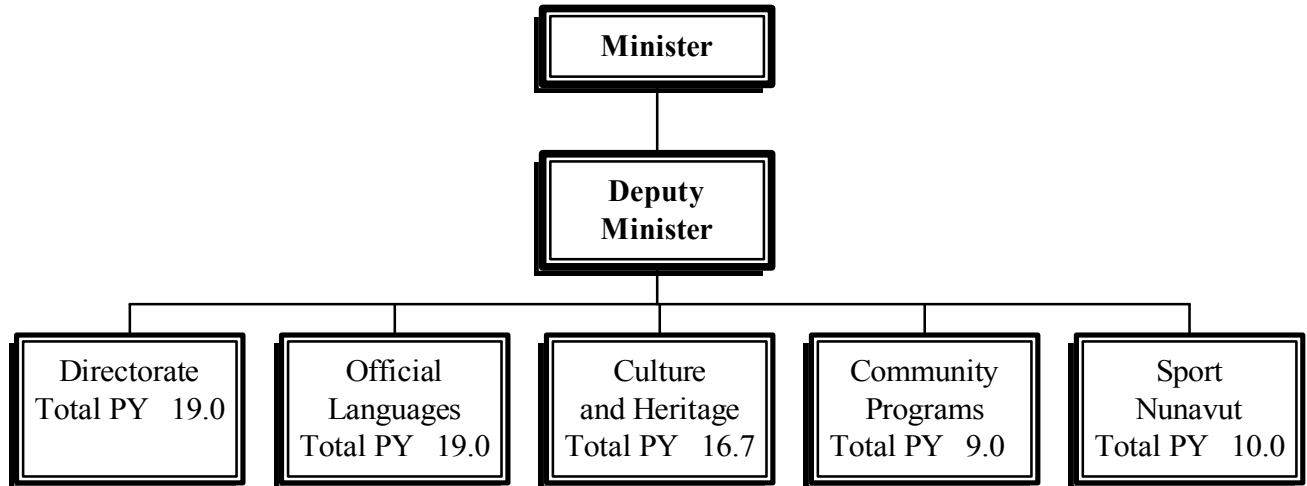 Minister
Deputy
Minister
Directorate
Total PY 19.0
Official
Languages
Total PY 19.0
Culture
and Heritage
Total PY 16.7
Community
Programs
Total PY 9.0
Sport
Nunavut
Total PY 10.0